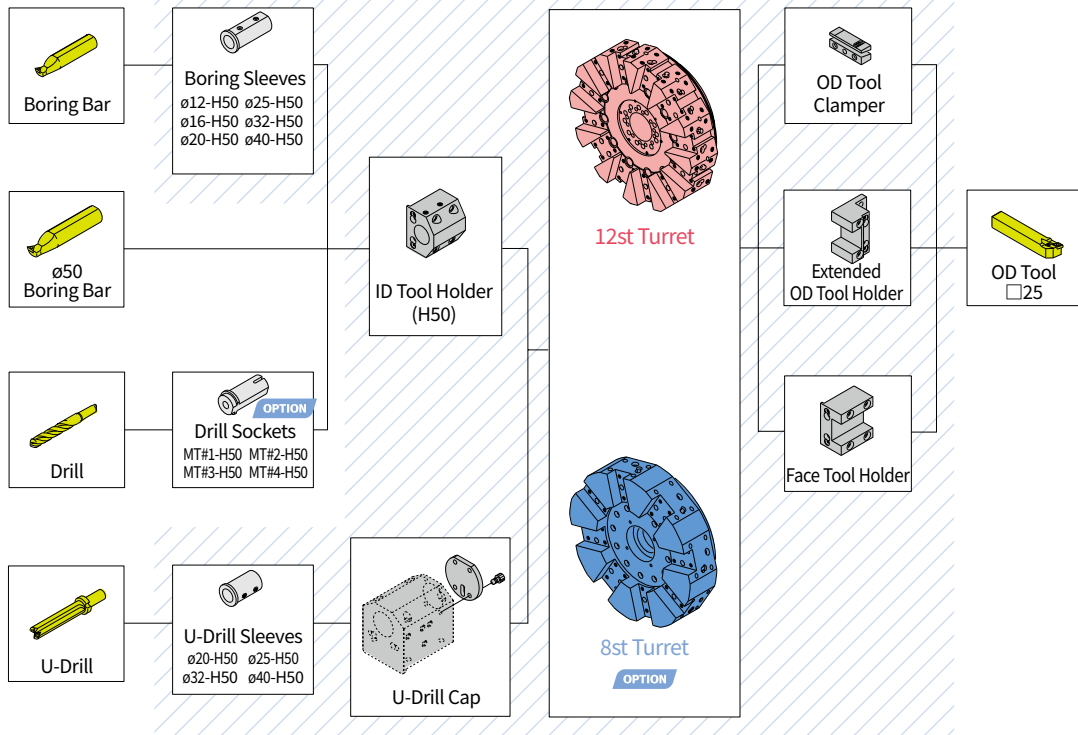 Boring Bar
Boring Sleeves
ø12-H50 ø25-H50
ø16-H50 ø32-H50
ø20-H50 ø40-H50
ø50
Boring Bar
ID Tool Holder
(H50)
Drill
OPTION
Drill Sockets
MT#1-H50 MT#2-H50
MT#3-H50 MT#4-H50
U-Drill
U-Drill Sleeves
ø20-H50 ø25-H50
ø32-H50 ø40-H50
U-Drill Cap
12st Turret
8st Turret
OPTION
OD Tool
Clamper
Extended
OD Tool Holder
Face Tool Holder
OD Tool
□25